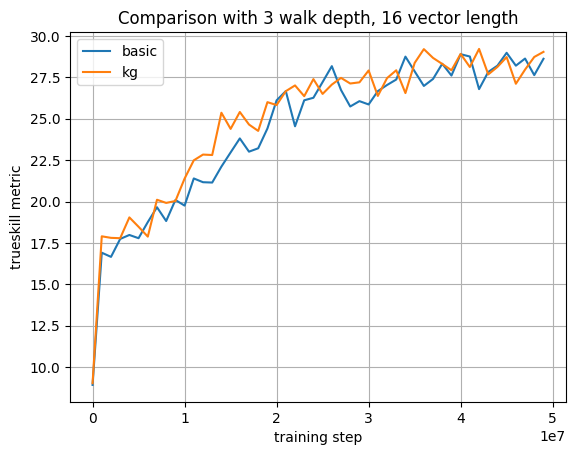 Comparison with 3 walk depth, 16 vector length
basic
kg
trueskill metric
30.0
27.5
25.0
22.5
20.0
17.5
15.0
12.5
10.0
0 1 2 3 4 5
1e7
training step